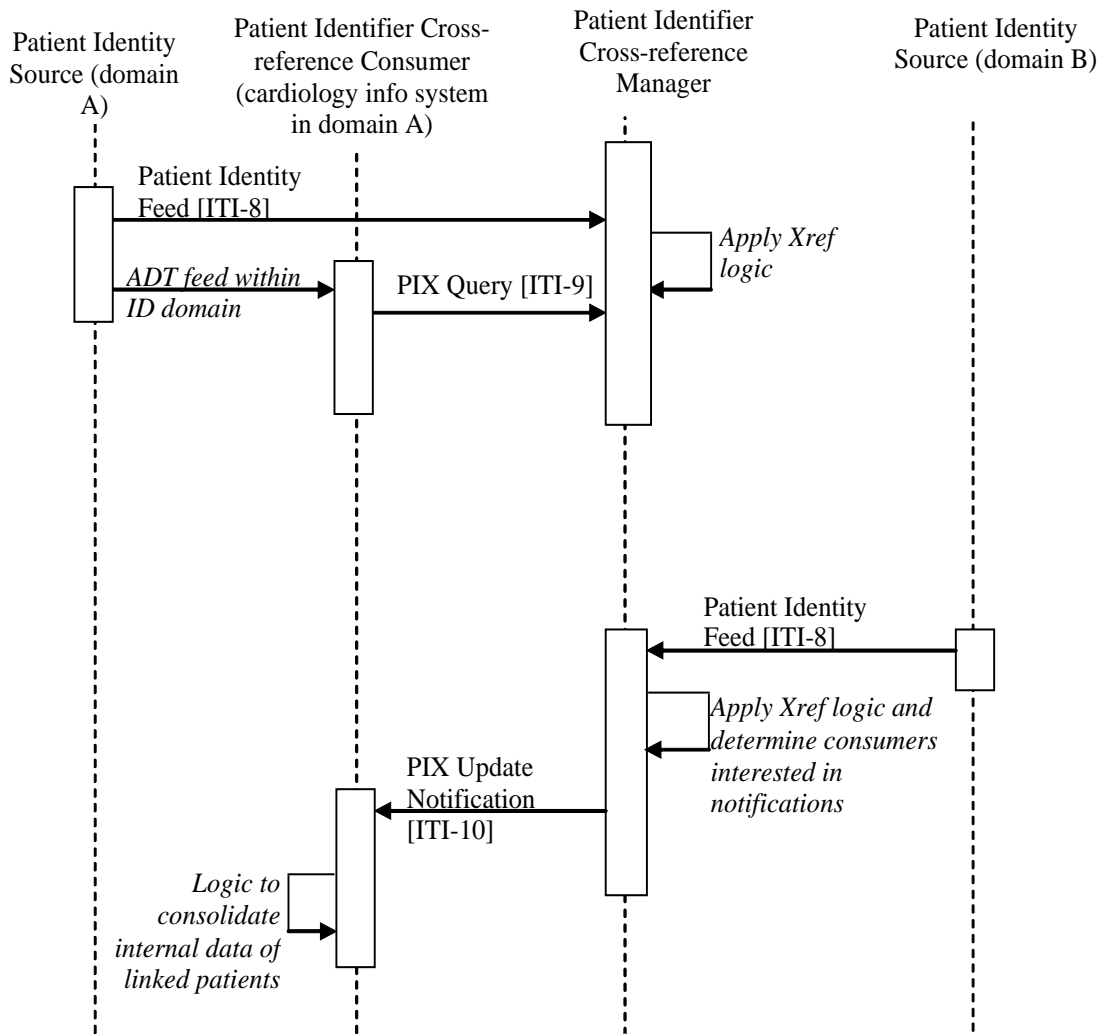 Patient Identity
Source (domain
A)
Patient Identifier Cross-
reference Consumer
(cardiology info system
in domain A)
Patient Identifier
Cross-reference
Manager
Patient Identity
Source (domain B)
Patient Identity
Feed [ITI-8]
Apply Xref
logic
ADT feed within
ID domain
PIX Query [ITI-9]
Patient Identity
Feed [ITI-8]
Apply Xref logic and
determine consumers
interested in
notifications
PIX Update
Notification
[ITI-10]
Logic to
consolidate
internal data of
linked patients